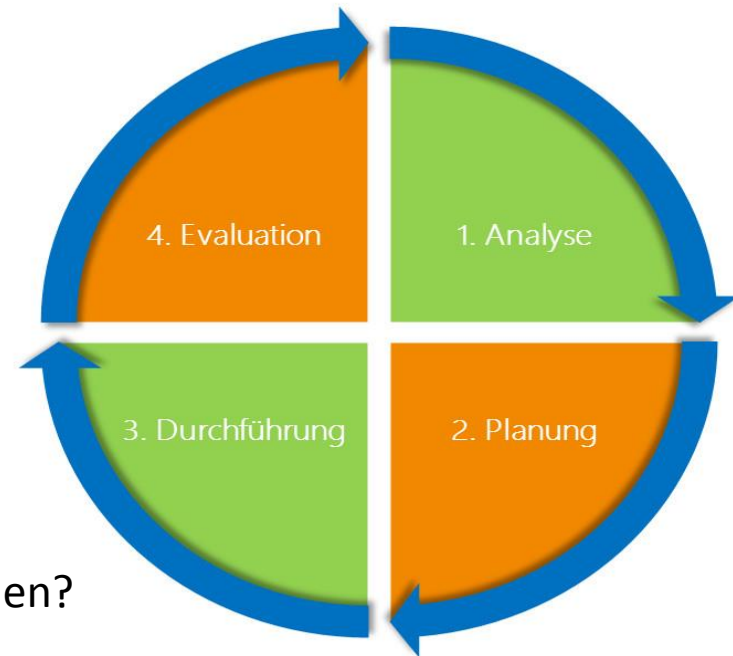 4. Evaluation
1. Analyse
3. Durchführung
2. Planung
en?